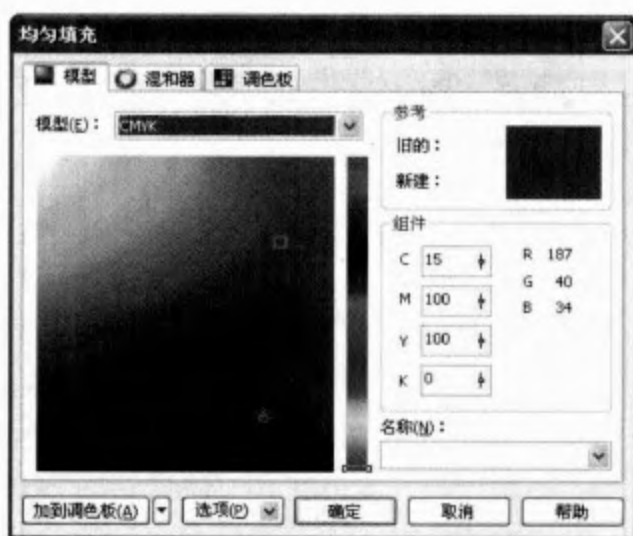 均匀填充
模型 混和器 调色板
模型(E)： CMYK
参考
旧的：
新建：
组件
C 15 R 187
M 100 G 40
Y 100 B 34
K 0
名称(N)：
加到调色板(A) 选项(P) 确定 取消 帮助